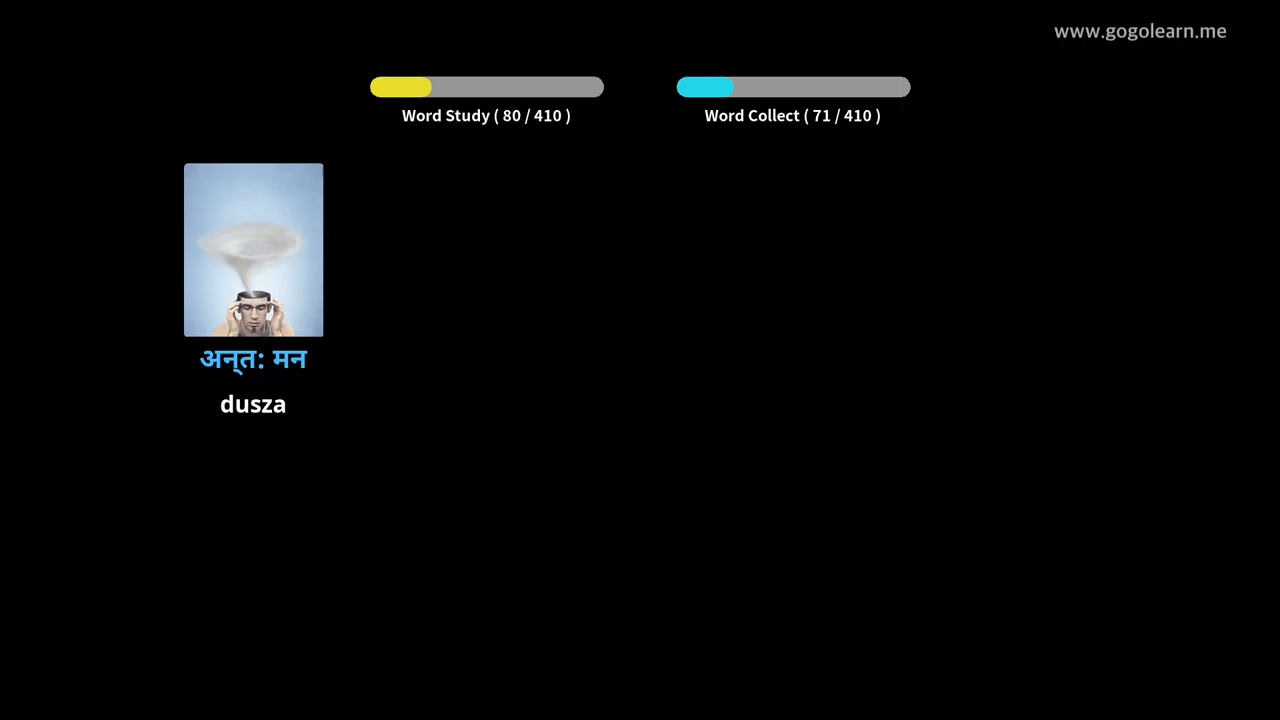 www.gogolearn.me
Word Study ( 80 / 410 )
Word Collect ( 71 / 410 )
अन्‌त: मन
dusza